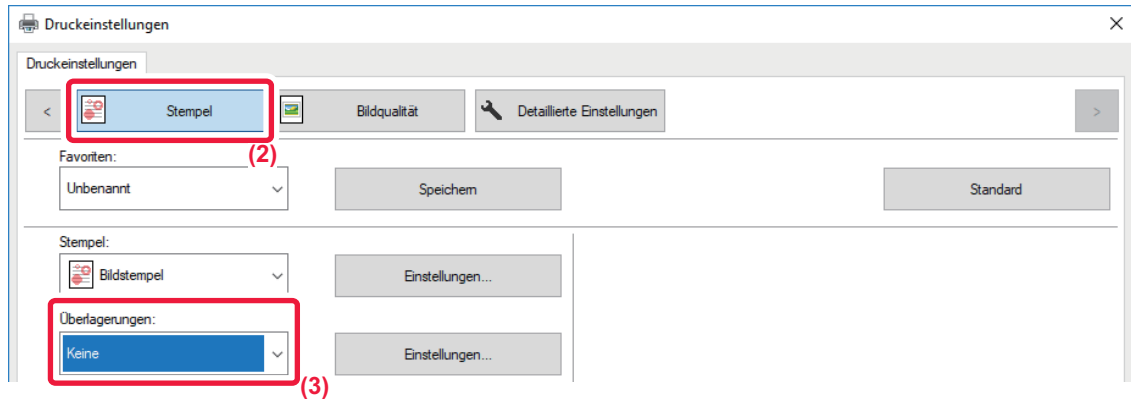 Druckeinstellungen
Druckeinstellungen
< Stempel Bildqualität Detaillierte Einstellungen >
(2)
Favoriten:
Unbenannt Speichern Standard
Stempel:
Bildstempel Einstellungen...
Überlagerungen:
Keine Einstellungen...
(3)